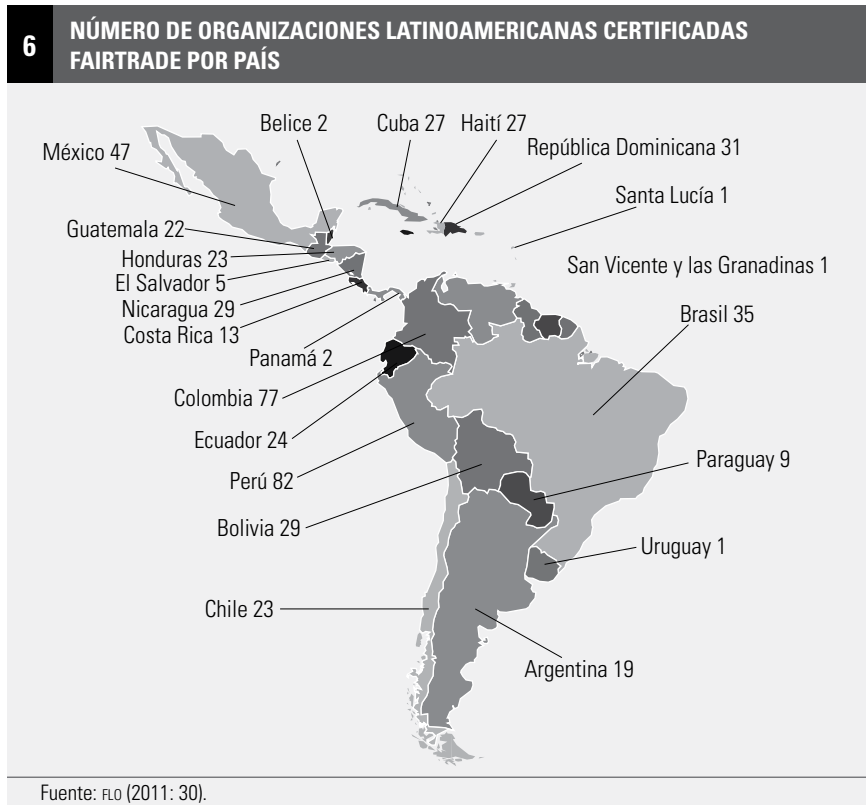 6
NÚMERO DE ORGANIZACIONES LATINOAMERICANAS CERTIFICADAS
FAIRTRADE POR PAÍS
Belice 2
Cuba 27
Haití 27
República Dominicana 31
México 47
Santa Lucía 1
Guatemala 22
Honduras 23
El Salvador 5
Nicaragua 29
Costa Rica 13
San Vicente y las Granadinas 1
Brasil 35
Panamá 2
Colombia 77
Ecuador 24
Perú 82
Paraguay 9
Bolivia 29
Uruguay 1
Chile 23
Argentina 19
Fuente: FLO (2011: 30).